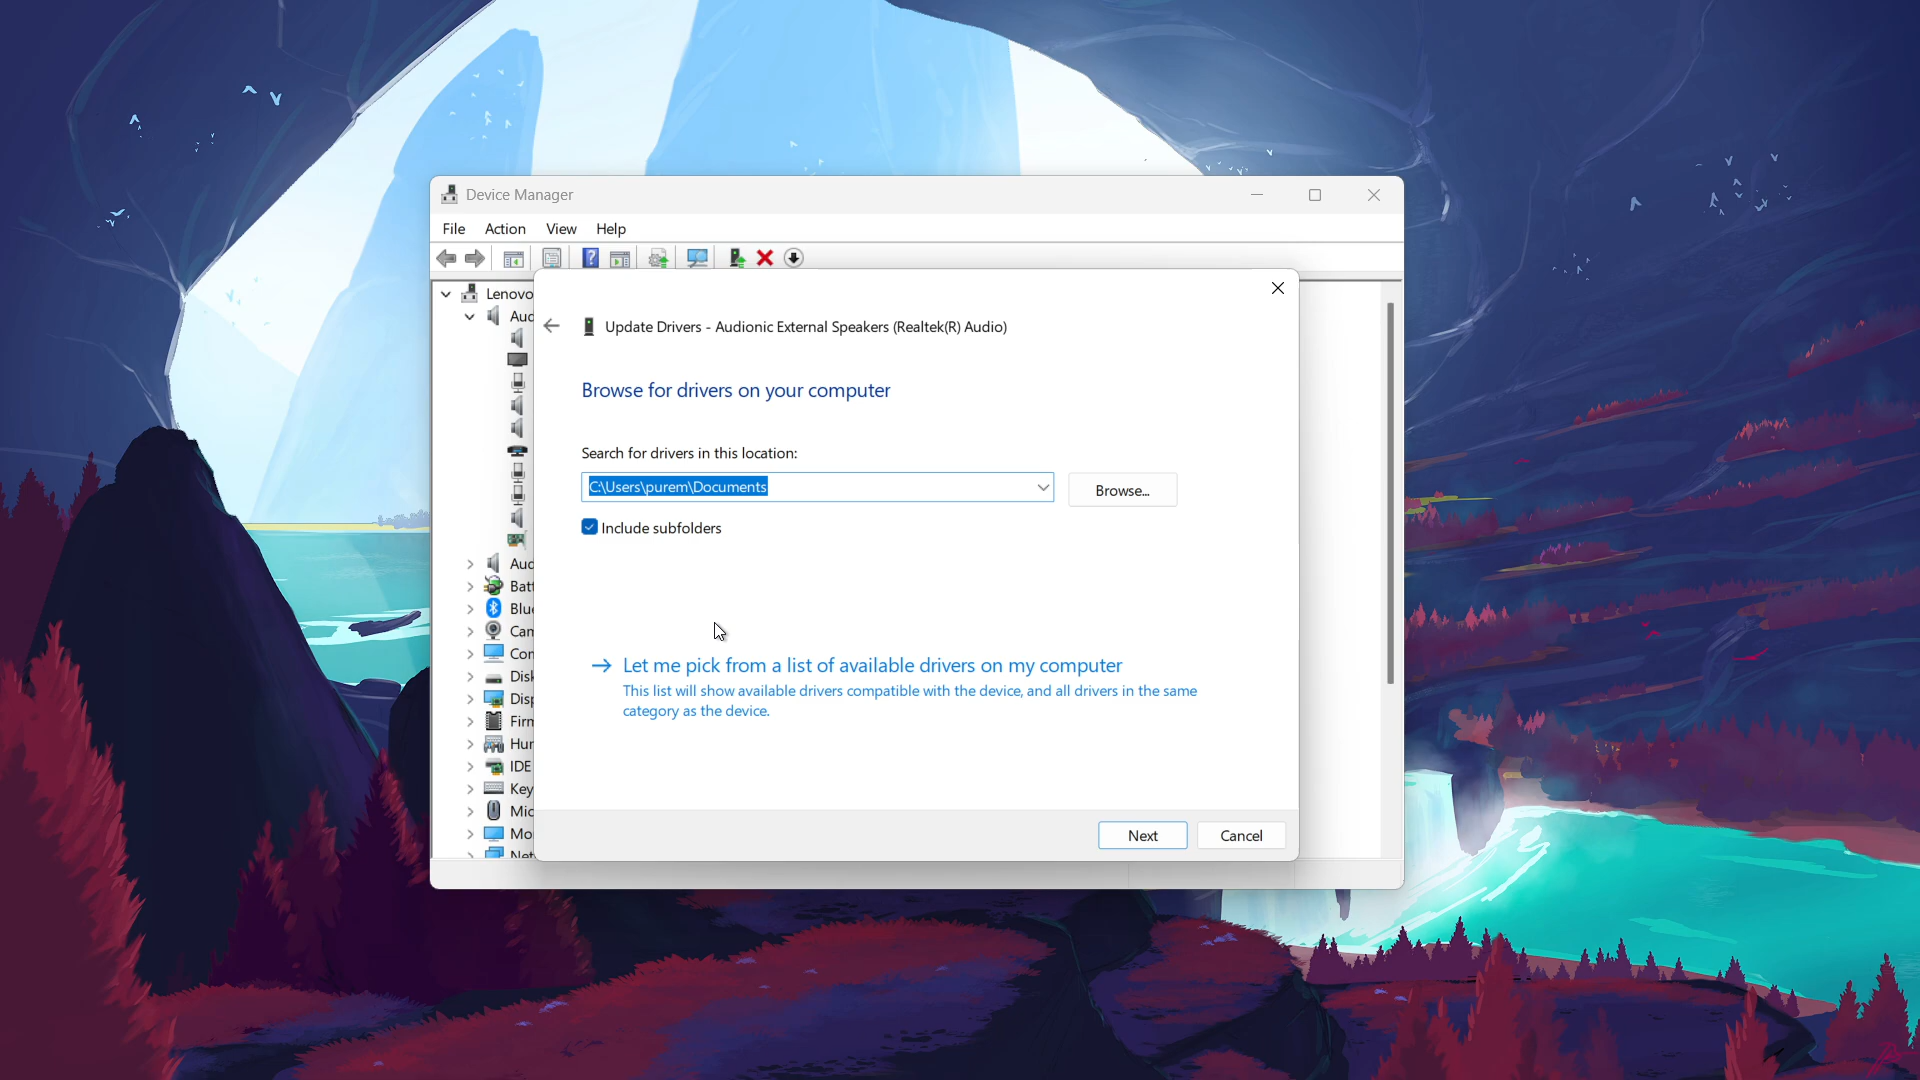 Device Manager
File Action View Help
Lenovo
Update Drivers - Audionic External Speakers (Realtek(R) Audio)
Browse for drivers on your computer
Search for drivers in this location:
C:\Users\purem\Documents
Browse...
Include subfolders
Let me pick from a list of available drivers on my computer
This list will show available drivers compatible with the device, and all drivers in the same
category as the device.
IDE
Next Cancel